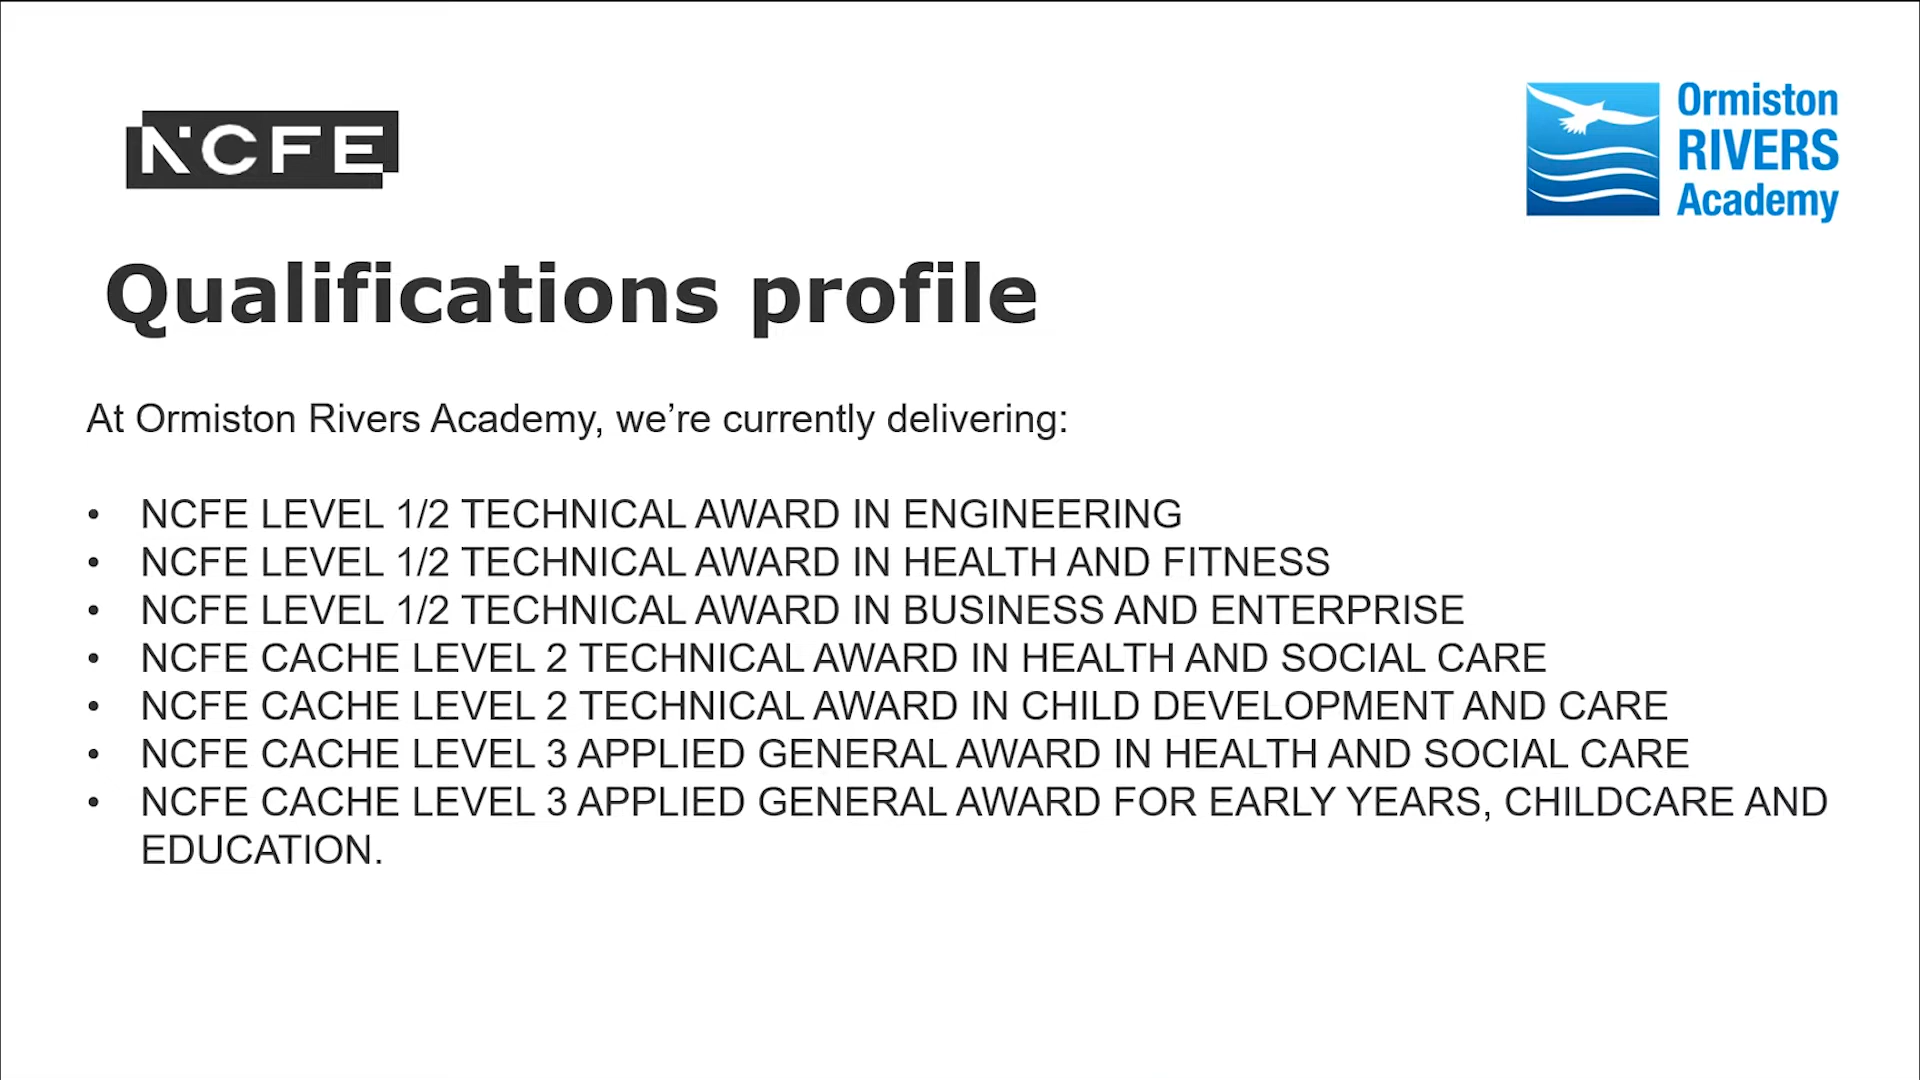 NCFE
Ormiston
RIVERS
Academy
Qualifications profile
At Ormiston Rivers Academy, we’re currently delivering:
• NCFE LEVEL 1/2 TECHNICAL AWARD IN ENGINEERING
• NCFE LEVEL 1/2 TECHNICAL AWARD IN HEALTH AND FITNESS
• NCFE LEVEL 1/2 TECHNICAL AWARD IN BUSINESS AND ENTERPRISE
• NCFE CACHE LEVEL 2 TECHNICAL AWARD IN HEALTH AND SOCIAL CARE
• NCFE CACHE LEVEL 2 TECHNICAL AWARD IN CHILD DEVELOPMENT AND CARE
• NCFE CACHE LEVEL 3 APPLIED GENERAL AWARD IN HEALTH AND SOCIAL CARE
• NCFE CACHE LEVEL 3 APPLIED GENERAL AWARD FOR EARLY YEARS, CHILDCARE AND
EDUCATION.